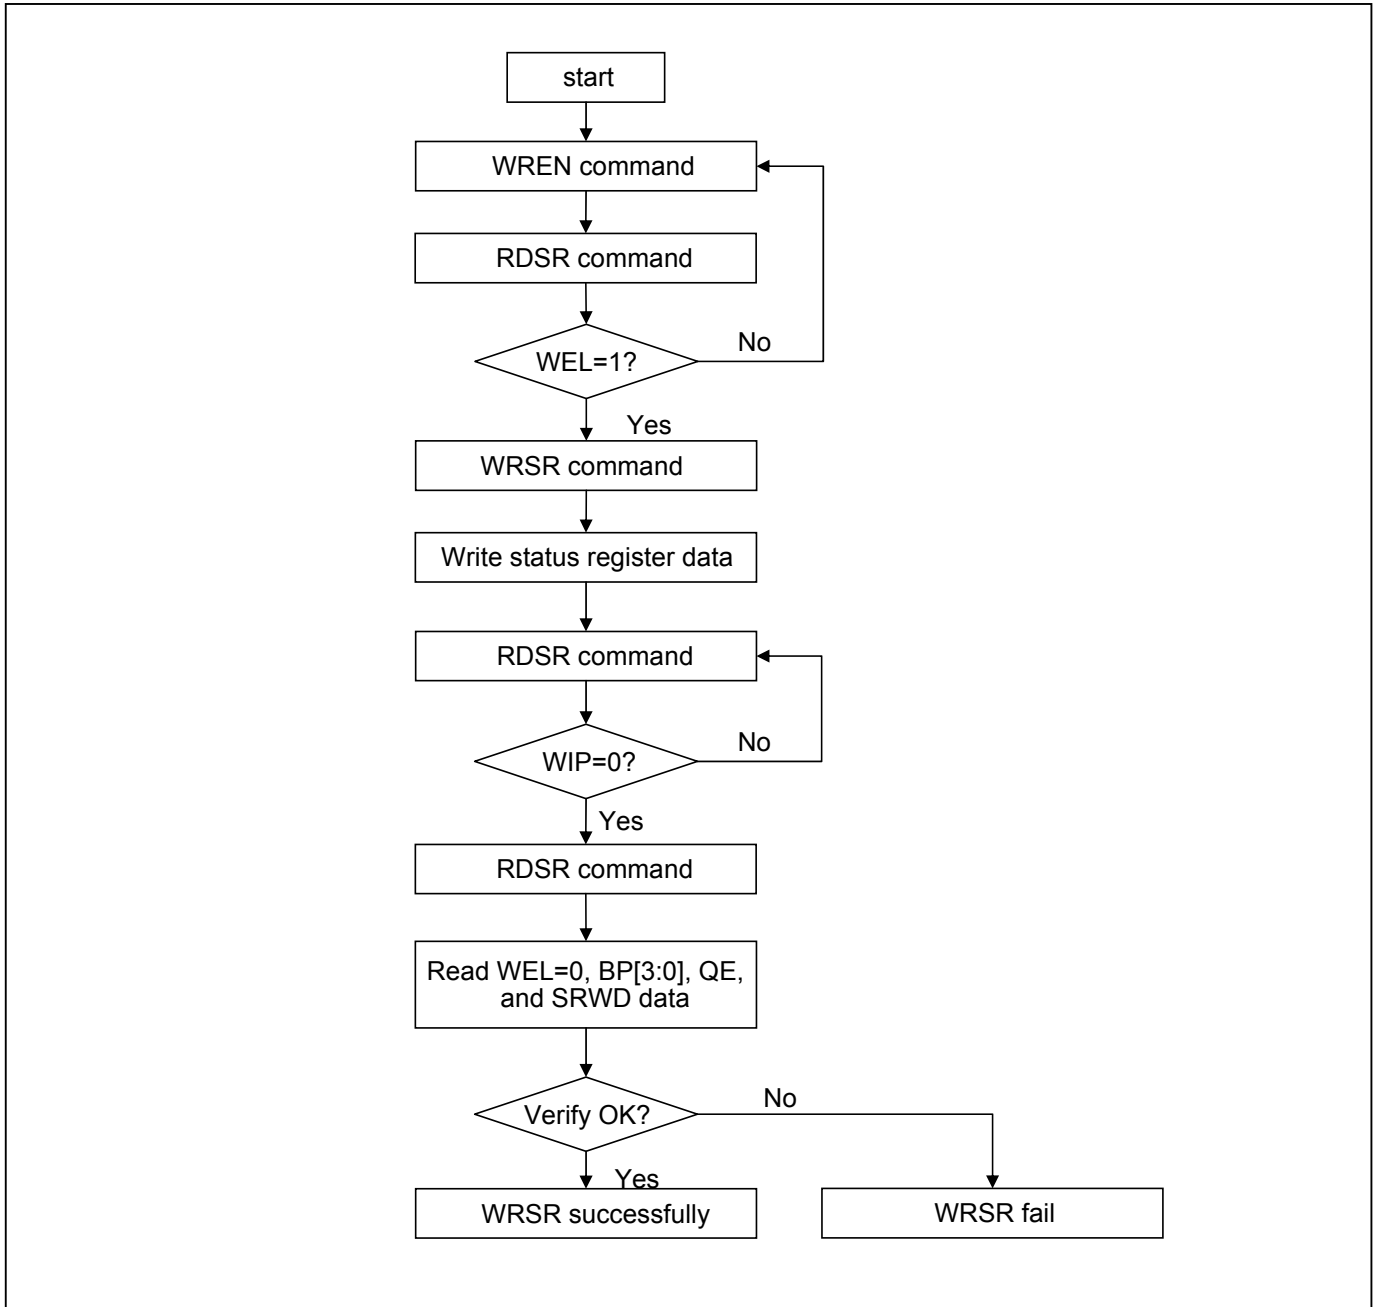 start
WREN command
RDSR command
WEL=1?
No
Yes
WRSR command
Write status register data
RDSR command
WIP=0?
No
Yes
RDSR command
Read WEL=0, BP[3:0], QE,
and SRWD data
Verify OK?
No
Yes
WRSR successfully
WRSR fail